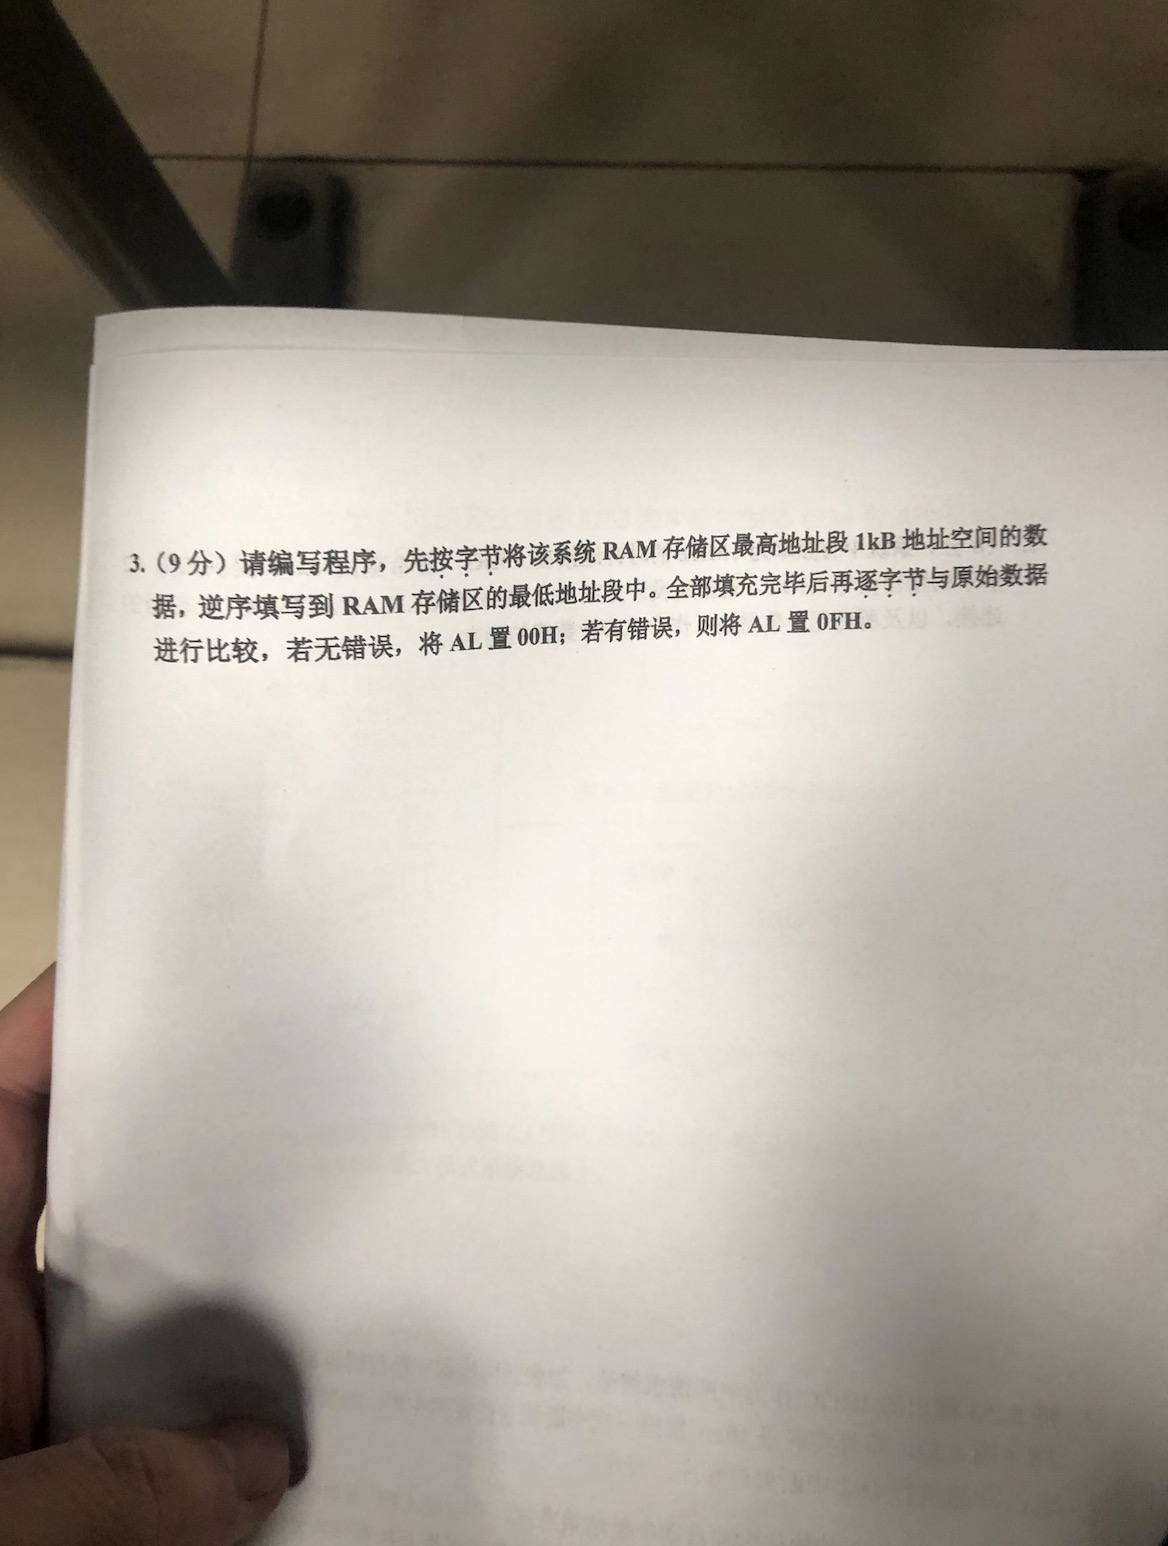 3.（9 分）请编写程序，先按字节将该系统 RAM 存储区最高地址段 1kB 地址空间的数
据，逆序填写到 RAM 存储区的最低地址段中。全部填充完毕后再逐字节与原始数据
进行比较，若无错误，将 AL 置 00H；若有错误，则将 AL 置 0FH。